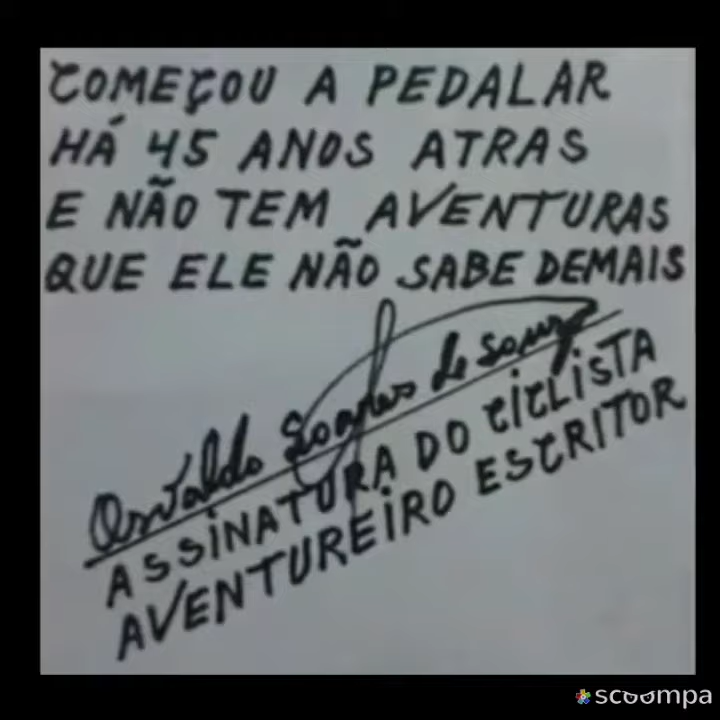 COMEÇOU A PEDALAR
HÁ 45 ANOS ATRAS
E NÃO TEM AVENTURAS
QUE ELE NÃO SABE DEMAIS
Osvaldo Soares de Souza
ASSINATURA DO CICLISTA
AVENTUREIRO ESCRITOR
scoompa